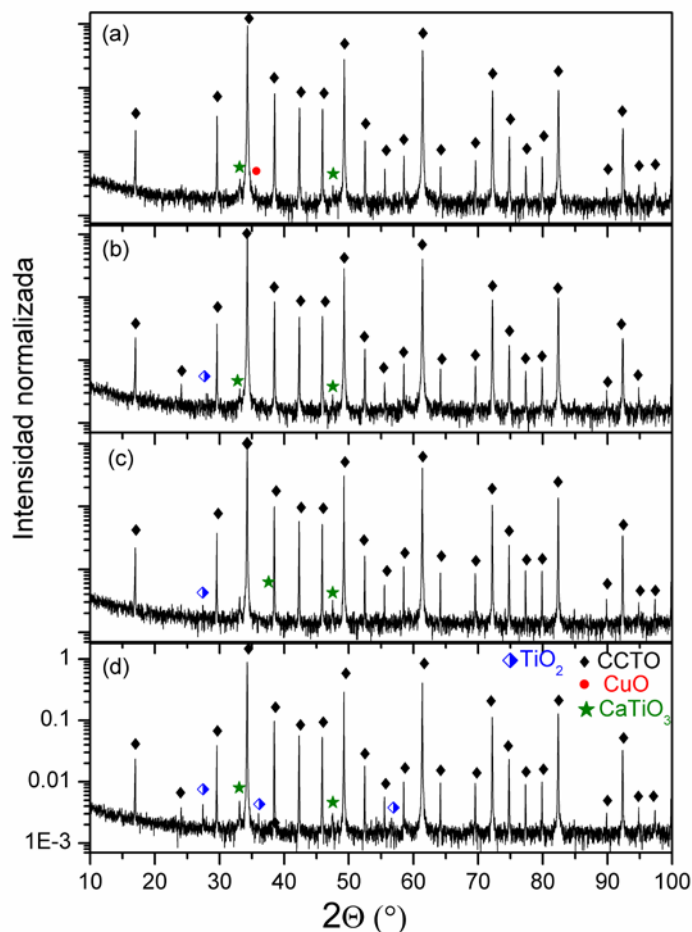 (a)
(b)
(c)
(d)
TiO₂
CCTO
CuO
CaTiO₃
1
0.1
0.01
1E-3
10 20 30 40 50 60 70 80 90 100
2Θ (°)
Intensidad normalizada